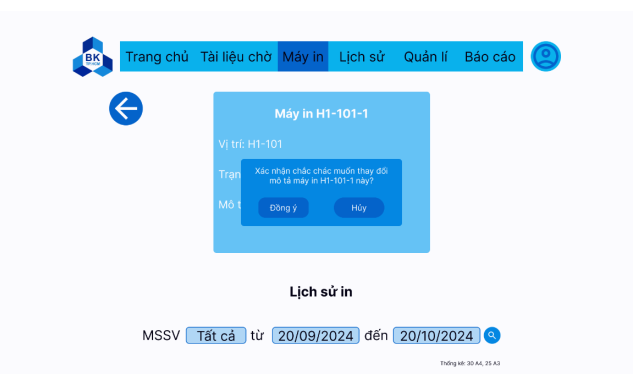 BK
TP.HCM
Trang chủ Tài liệu chờ Máy in Lịch sử Quản lí Báo cáo
Máy in H1-101-1
Vị trí: H1-101
Trạn
Xác nhận chắc chắc muốn thay đổi
mô tả máy in H1-101-1 này?
Mô t
Đồng ý Hủy
Lịch sử in
MSSV Tất cả từ 20/09/2024 đến 20/10/2024
Thống kê: 30 A4, 25 A3